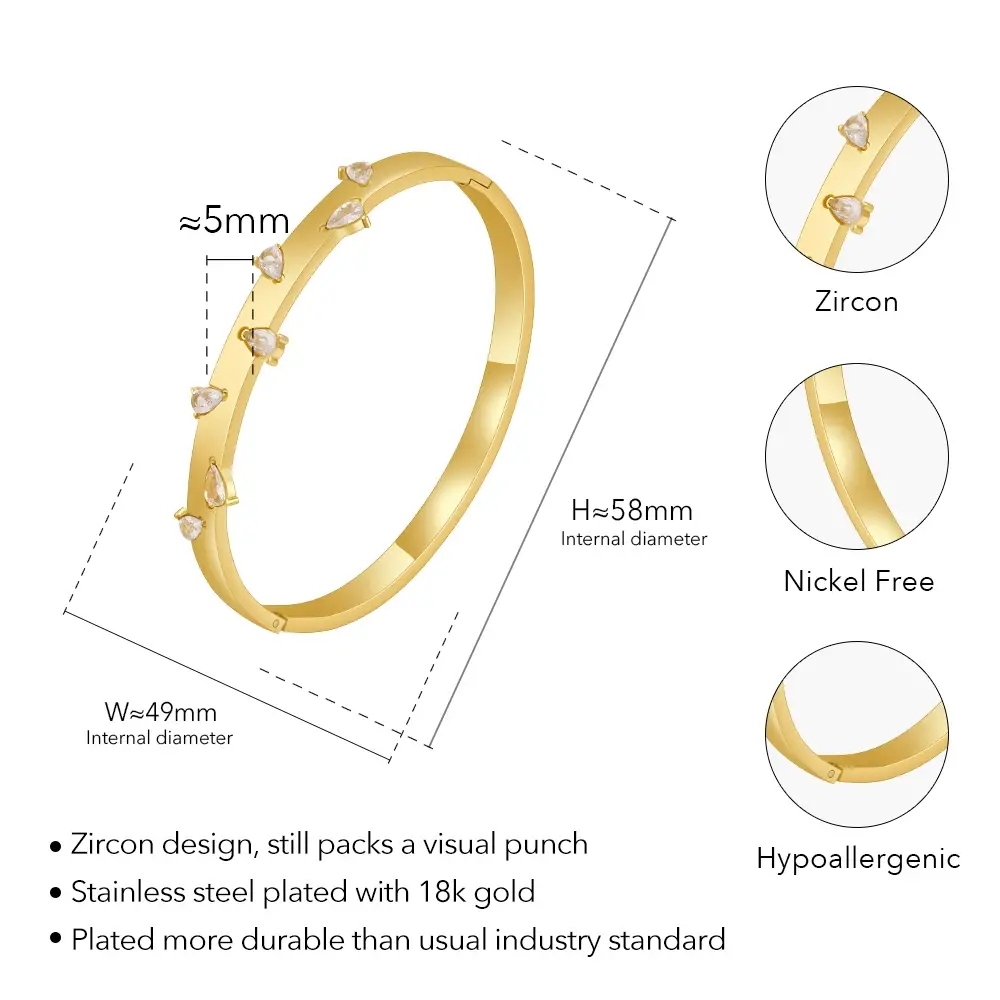 ≈5mm
Zircon
H≈58mm
Internal diameter
Nickel Free
W≈49mm
Internal diameter
Hypoallergenic
• Zircon design, still packs a visual punch
• Stainless steel plated with 18k gold
• Plated more durable than usual industry standard